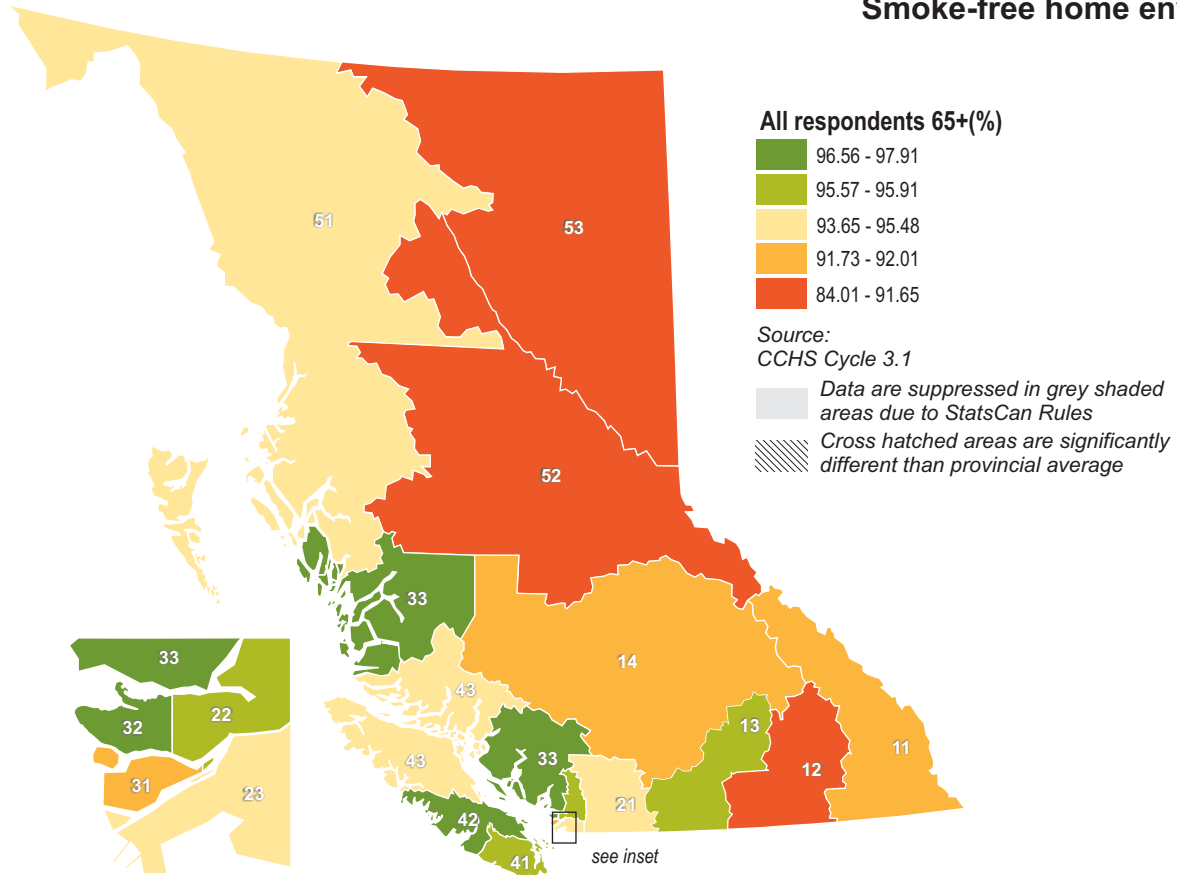 Smoke-free home en
All respondents 65+(%)
96.56 - 97.91
95.57 - 95.91
93.65 - 95.48
91.73 - 92.01
84.01 - 91.65
Source:
CCHS Cycle 3.1
Data are suppressed in grey shaded
areas due to StatsCan Rules
Cross hatched areas are significantly
different than provincial average
51
53
52
33
14
43
13
11
33
43
12
21
42
41
see inset
33
32
22
31
23